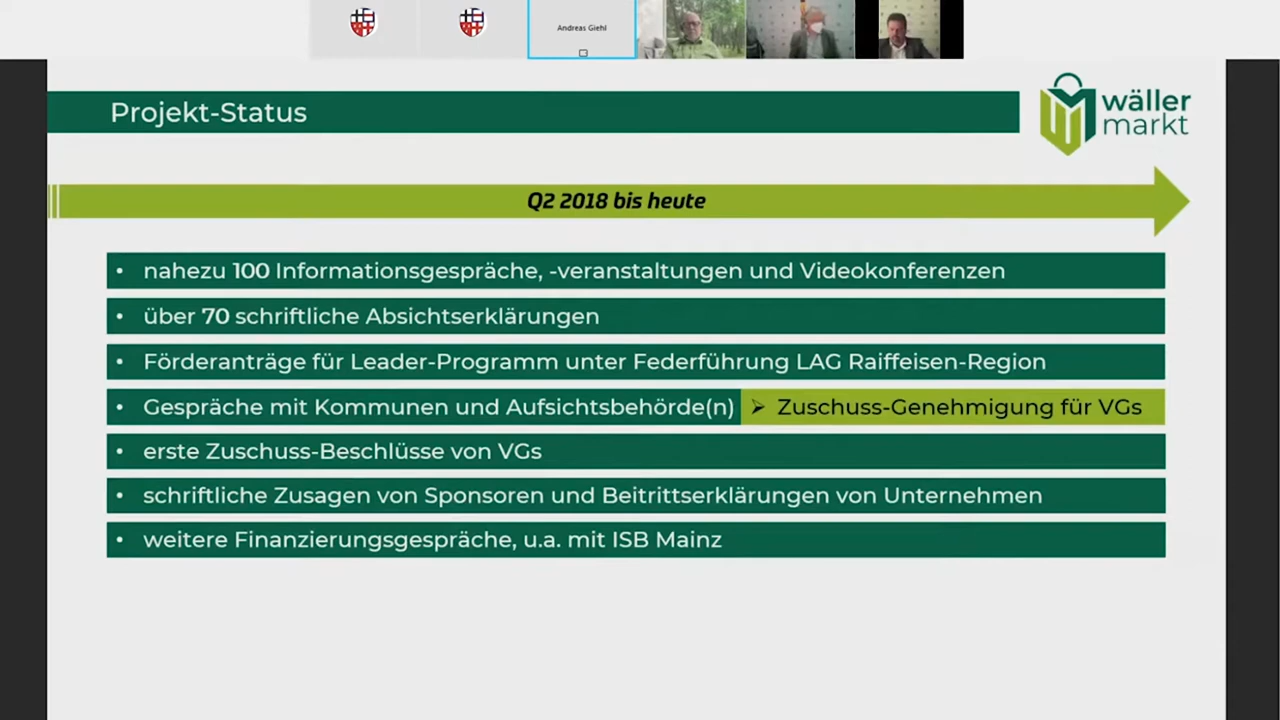 Andreas Giehl
Projekt-Status
wäller
markt
Q2 2018 bis heute
• nahezu 100 Informationsgespräche, -veranstaltungen und Videokonferenzen
• über 70 schriftliche Absichtserklärungen
• Förderanträge für Leader-Programm unter Federführung LAG Raiffeisen-Region
• Gespräche mit Kommunen und Aufsichtsbehörde(n) ➢ Zuschuss-Genehmigung für VGs
• erste Zuschuss-Beschlüsse von VGs
• schriftliche Zusagen von Sponsoren und Beitrittserklärungen von Unternehmen
• weitere Finanzierungsgespräche, u.a. mit ISB Mainz